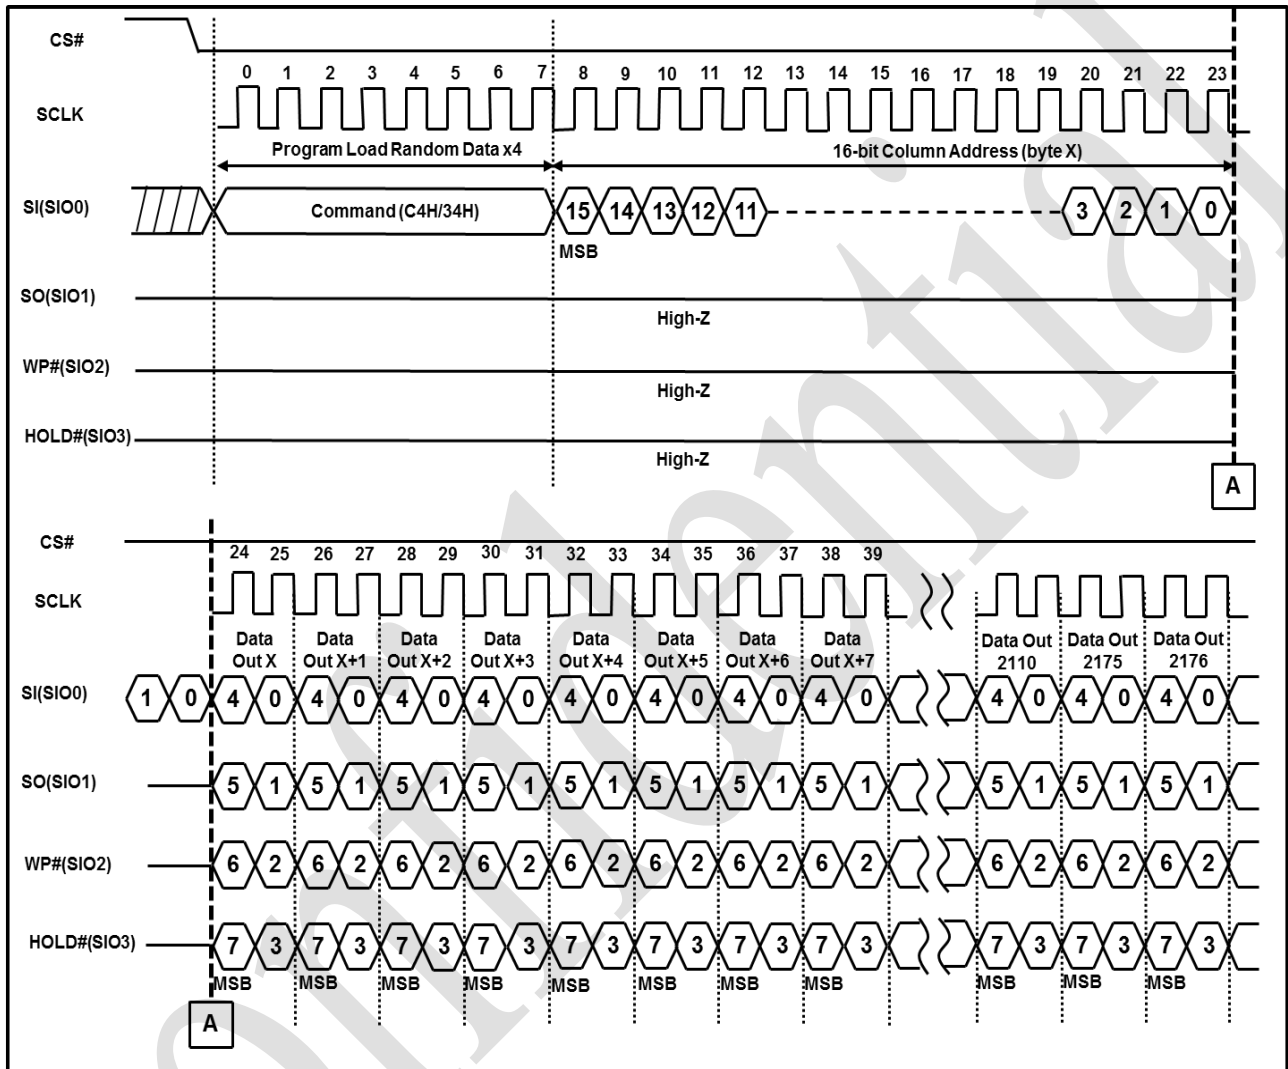 CS#
0 1 2 3 4 5 6 7 8 9 10 11 12 13 14 15 16 17 18 19 20 21 22 23
SCLK
Program Load Random Data x4 16-bit Column Address (byte X)
SI(SIO0) Command (C4H/34H) 15 14 13 12 11 3 2 1 0
MSB
SO(SIO1)
High-Z
WP#(SIO2)
High-Z
HOLD#(SIO3)
High-Z
A
CS#
24 25 26 27 28 29 30 31 32 33 34 35 36 37 38 39
SCLK
Data Data Data Data Data Data Data Data Data Out Data Out Data Out
Out X Out X+1 Out X+2 Out X+3 Out X+4 Out X+5 Out X+6 Out X+7 2110 2175 2176
SI(SIO0) 1 0 4 0 4 0 4 0 4 0 4 0 4 0 4 0 4 0 4 0 4 0 4 0
SO(SIO1) 5 1 5 1 5 1 5 1 5 1 5 1 5 1 5 1 5 1 5 1 5 1
WP#(SIO2) 6 2 6 2 6 2 6 2 6 2 6 2 6 2 6 2 6 2 6 2 6 2
HOLD#(SIO3) 7 3 7 3 7 3 7 3 7 3 7 3 7 3 7 3 7 3 7 3 7 3
MSB MSB MSB MSB MSB MSB MSB MSB MSB MSB MSB
A
onfidential